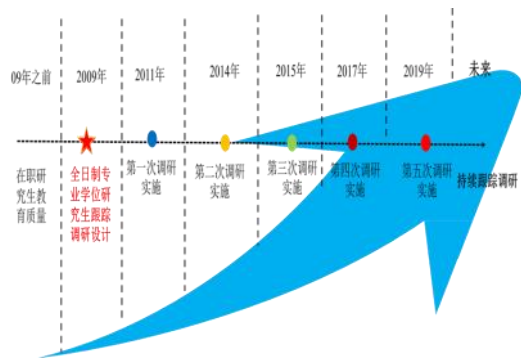 09年之前
2009年
2011年
2014年
2015年
2017年
2019年
未来
在职研
究生教
育质量
全日制专
业学位研
究生跟踪
调研设计
第一次调研
实施
第二次调研
实施
第三次调研
实施
第四次调研
实施
第五次调研
实施
持续跟踪调研